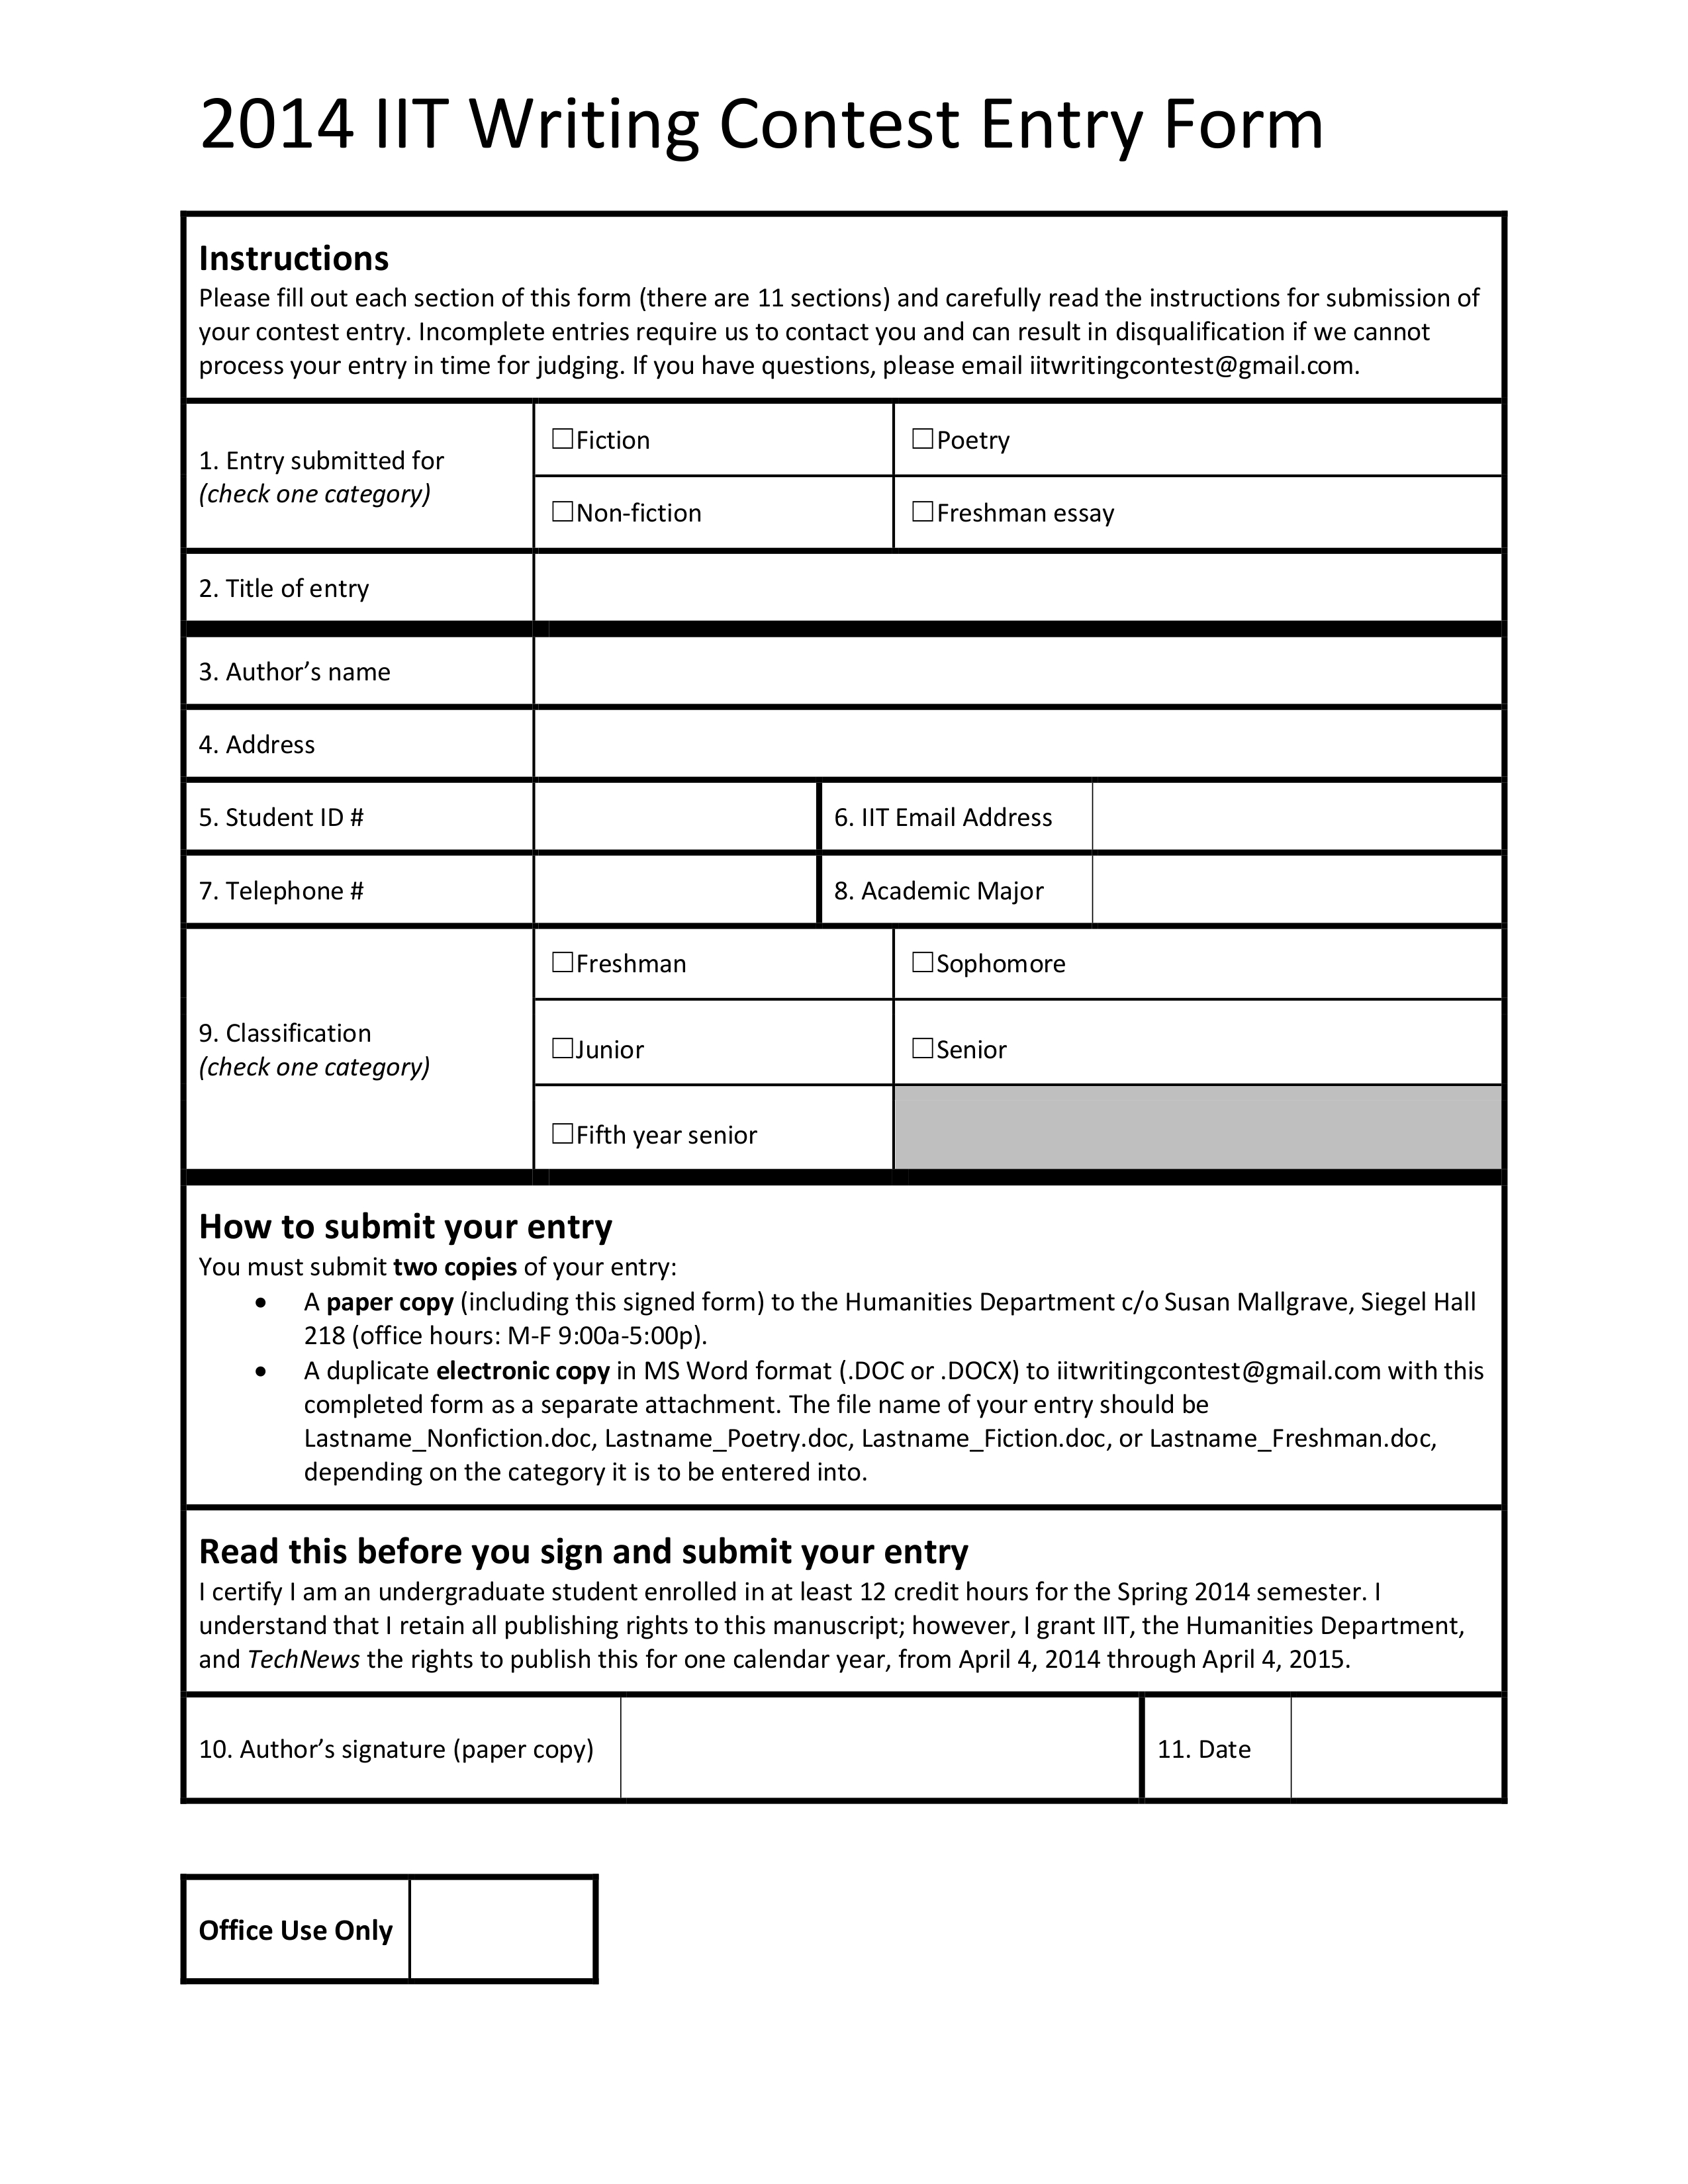 2014 IIT Writing Contest Entry Form
Instructions
Please fill out each section of this form (there are 11 sections) and carefully read the instructions for submission of
your contest entry. Incomplete entries require us to contact you and can result in disqualification if we cannot
process your entry in time for judging. If you have questions, please email iitwritingcontest@gmail.com.
1. Entry submitted for
(check one category)
☐Fiction
☐Poetry
☐Non-fiction
☐Freshman essay
2. Title of entry
3. Author’s name
4. Address
5. Student ID #
6. IIT Email Address
7. Telephone #
8. Academic Major
9. Classification
(check one category)
☐Freshman
☐Sophomore
☐Junior
☐Senior
☐Fifth year senior
How to submit your entry
You must submit two copies of your entry:
• A paper copy (including this signed form) to the Humanities Department c/o Susan Mallgrave, Siegel Hall
218 (office hours: M-F 9:00a-5:00p).
• A duplicate electronic copy in MS Word format (.DOC or .DOCX) to iitwritingcontest@gmail.com with this
completed form as a separate attachment. The file name of your entry should be
Lastname_Nonfiction.doc, Lastname_Poetry.doc, Lastname_Fiction.doc, or Lastname_Freshman.doc,
depending on the category it is to be entered into.
Read this before you sign and submit your entry
I certify I am an undergraduate student enrolled in at least 12 credit hours for the Spring 2014 semester. I
understand that I retain all publishing rights to this manuscript; however, I grant IIT, the Humanities Department,
and TechNews the rights to publish this for one calendar year, from April 4, 2014 through April 4, 2015.
10. Author’s signature (paper copy)
11. Date
Office Use Only